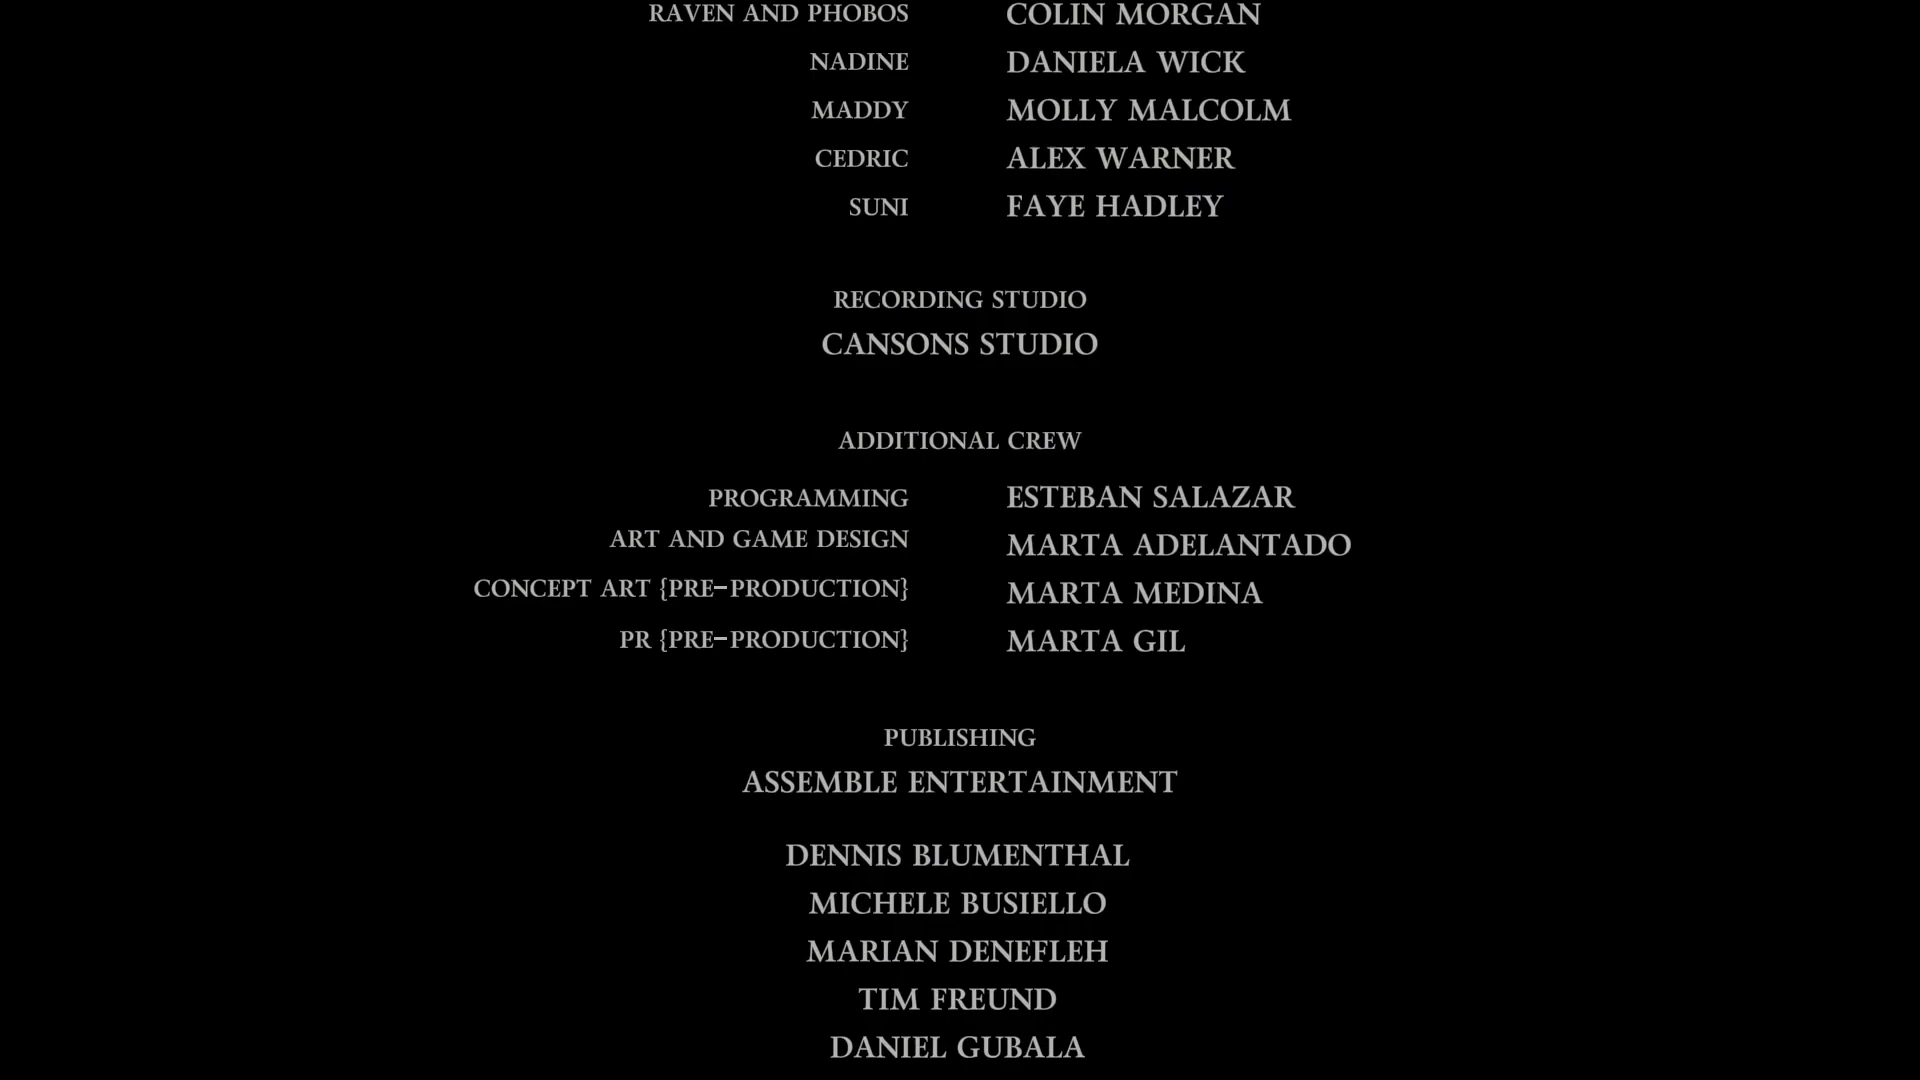 RAVEN AND PHOBOS COLIN MORGAN
NADINE DANIELA WICK
MADDY MOLLY MALCOLM
CEDRIC ALEX WARNER
SUNI FAYE HADLEY
RECORDING STUDIO
CANSONS STUDIO
ADDITIONAL CREW
PROGRAMMING ESTEBAN SALAZAR
ART AND GAME DESIGN MARTA ADELANTADO
CONCEPT ART {PRE-PRODUCTION} MARTA MEDINA
PR {PRE-PRODUCTION} MARTA GIL
PUBLISHING
ASSEMBLE ENTERTAINMENT
DENNIS BLUMENTHAL
MICHELE BUSIELLO
MARIAN DENEFLEH
TIM FREUND
DANIEL GUBALA